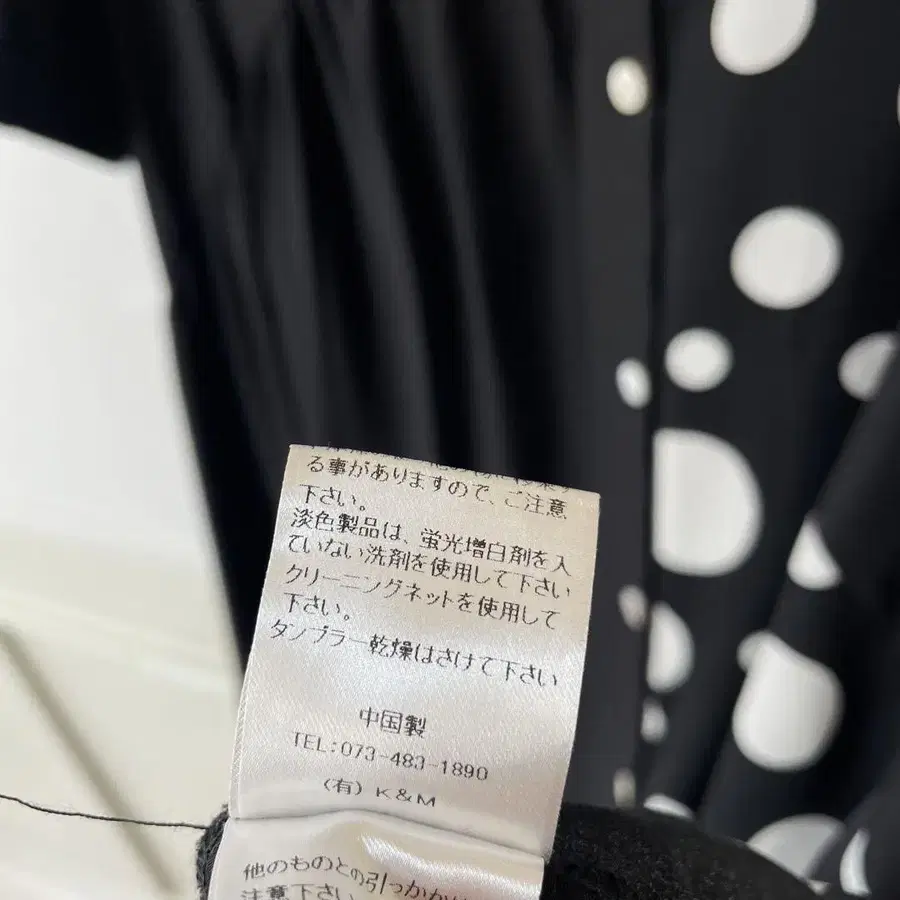 る事がありますので、ご注意
下さい。
淡色製品は、蛍光増白剤を入
ていない洗剤を使用して下さい
クリーニングネットを使用して
下さい。
タンブラー乾燥はさけて下さい
中国製
TEL:073-483-1890
(有) K&M
他のものとの引っかか
注意下さい